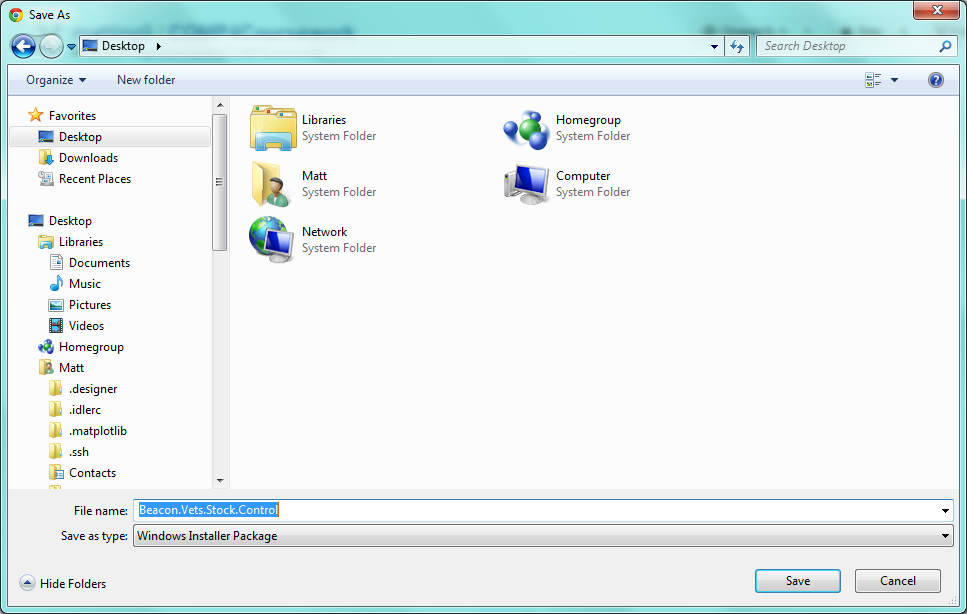 Save As
Desktop
Search Desktop
Organize
New folder
Favorites
Desktop
Downloads
Recent Places
Desktop
Libraries
Documents
Music
Pictures
Videos
Homegroup
Matt
.designer
.idlerc
.matplotlib
.ssh
Contacts
Libraries
System Folder
Homegroup
System Folder
Matt
System Folder
Computer
System Folder
Network
System Folder
File name: Beacon.Vets.Stock.Control
Save as type: Windows Installer Package
Hide Folders
Save
Cancel